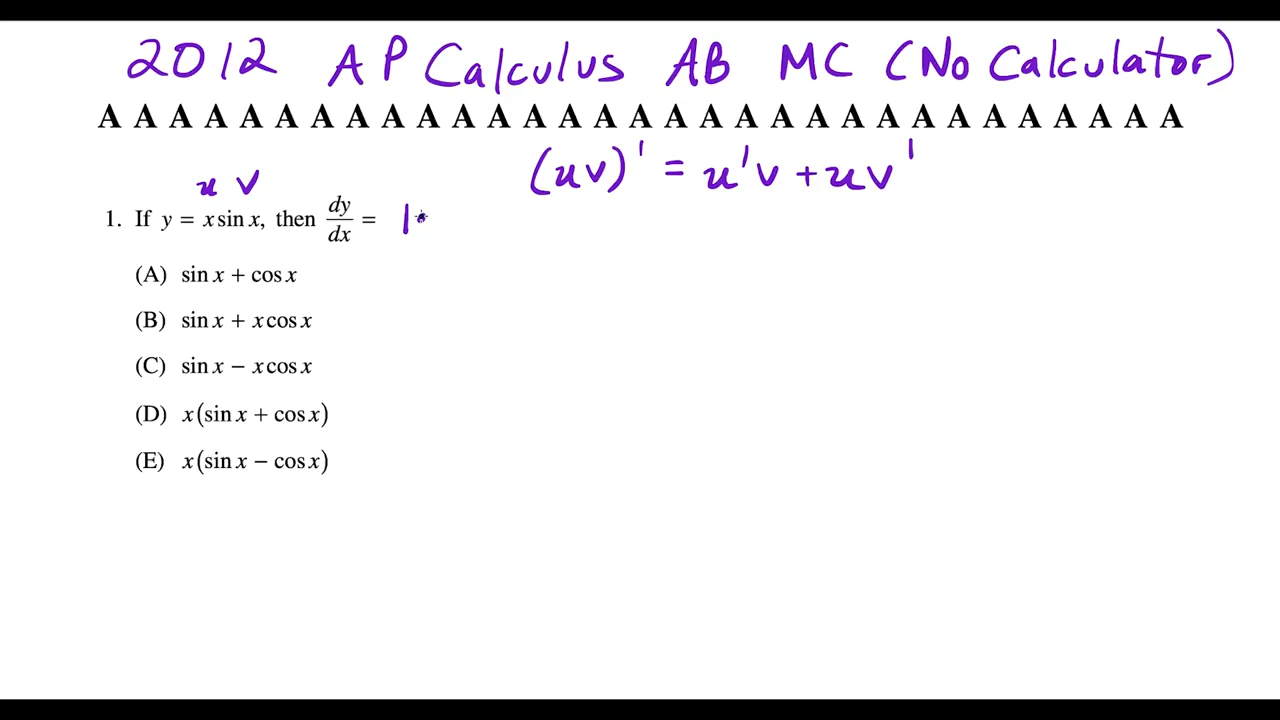 2012 AP Calculus AB MC (No Calculator)
A A A A A A A A A A A A A A A A A A A A A A A A A A A A A A A
(uv)' = u'v + uv'
u v
1. If y = x sin x, then dy/dx = 1·
(A) sin x + cos x
(B) sin x + x cos x
(C) sin x − x cos x
(D) x(sin x + cos x)
(E) x(sin x − cos x)